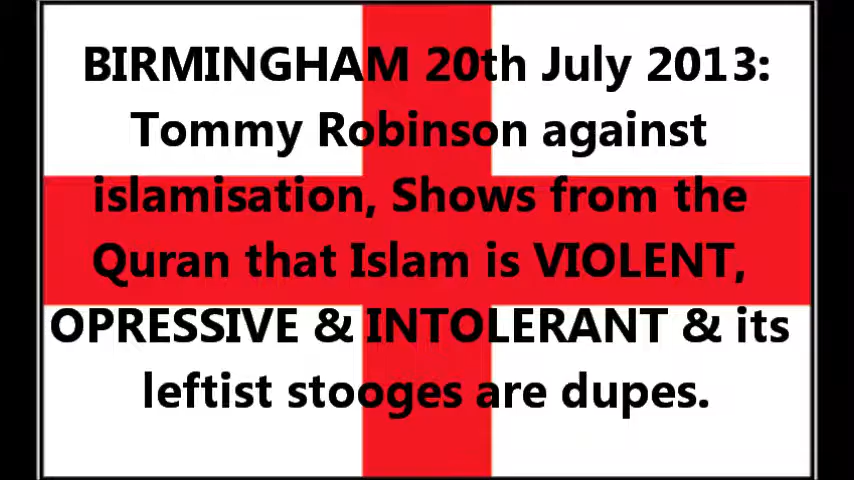 BIRMINGHAM 20th July 2013:
Tommy Robinson against
islamisation, Shows from the
Quran that Islam is VIOLENT,
OPRESSIVE & INTOLERANT & its
leftist stooges are dupes.